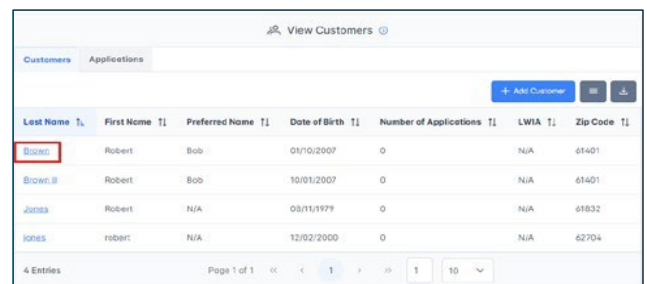 View Customers
Customers Applications
+ Add Customer
Last Name First Name Preferred Name Date of Birth Number of Applications LWIA Zip Code
Brown Robert Bob 01/10/2007 0 N/A 61401
Brown II Robert Bob 10/01/2007 0 N/A 61401
Jones Robert N/A 08/11/1979 0 N/A 61832
jones robert N/A 12/02/2000 0 N/A 62704
4 Entries Page 1 of 1 << < 1 > >> 1 10